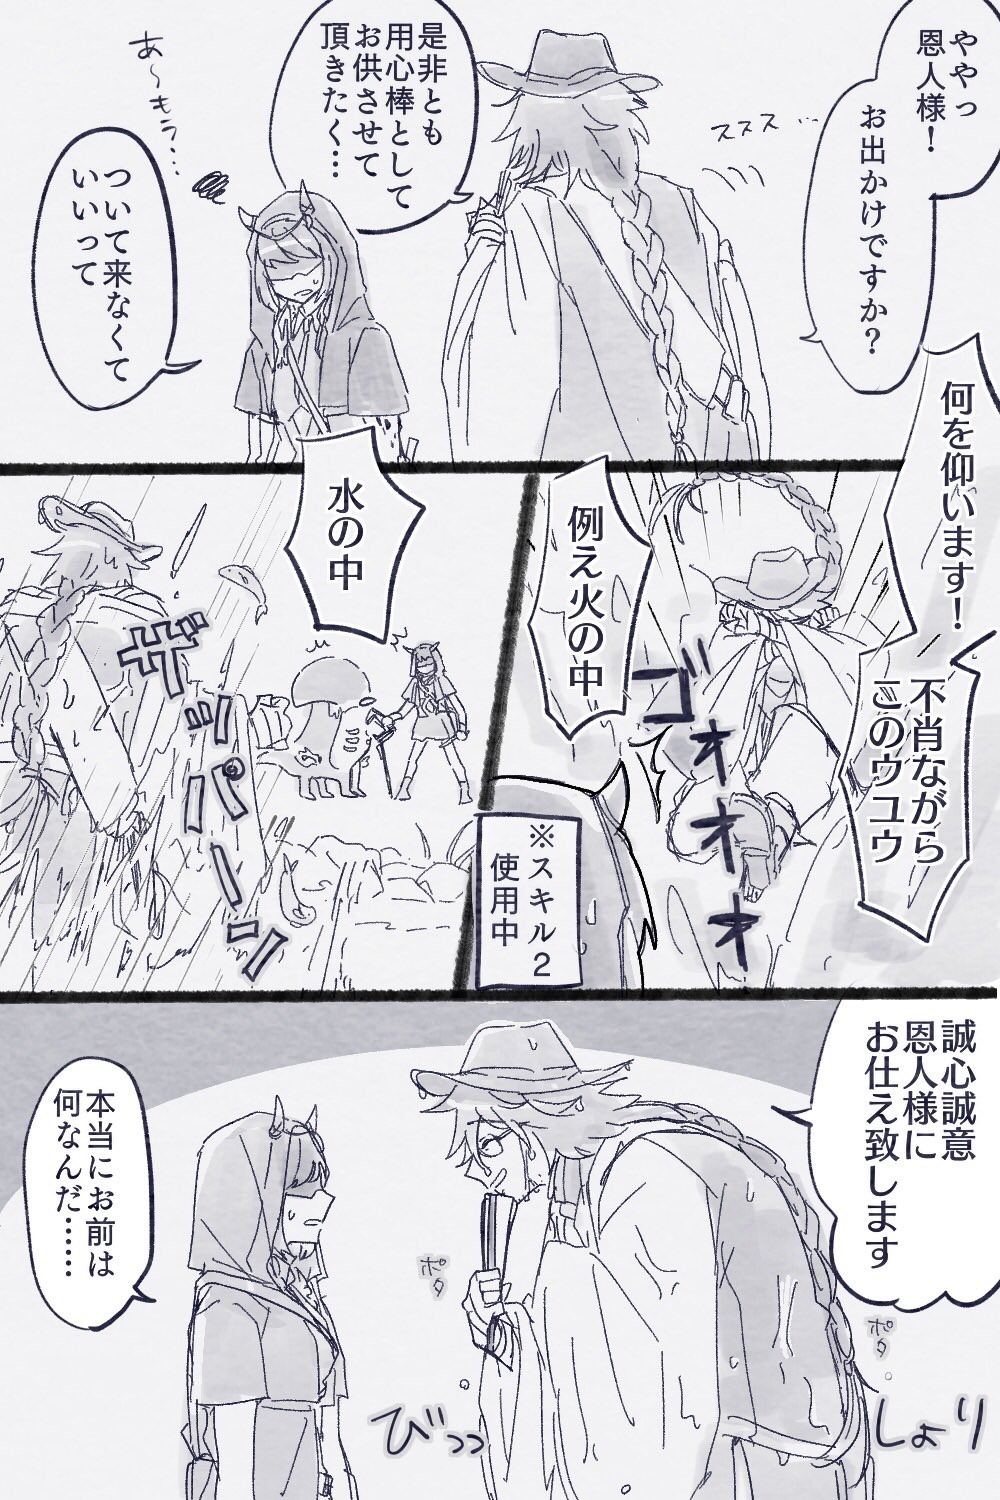 ややっ
恩人様！
お出かけですか？
ススス…
是非とも
用心棒として
お供させて
頂きたく…
あ〜もう…
ついて来なくて
いいって
何を仰います！
不肖ながら
このウユウ
例え火の中
ゴォォォォ
※スキル2
使用中
水の中
ギ
ザッパーン
誠心誠意
恩人様に
お仕え致します
本当にお前は
何なんだ……
ポタ
ポタ
びっっ
しょり